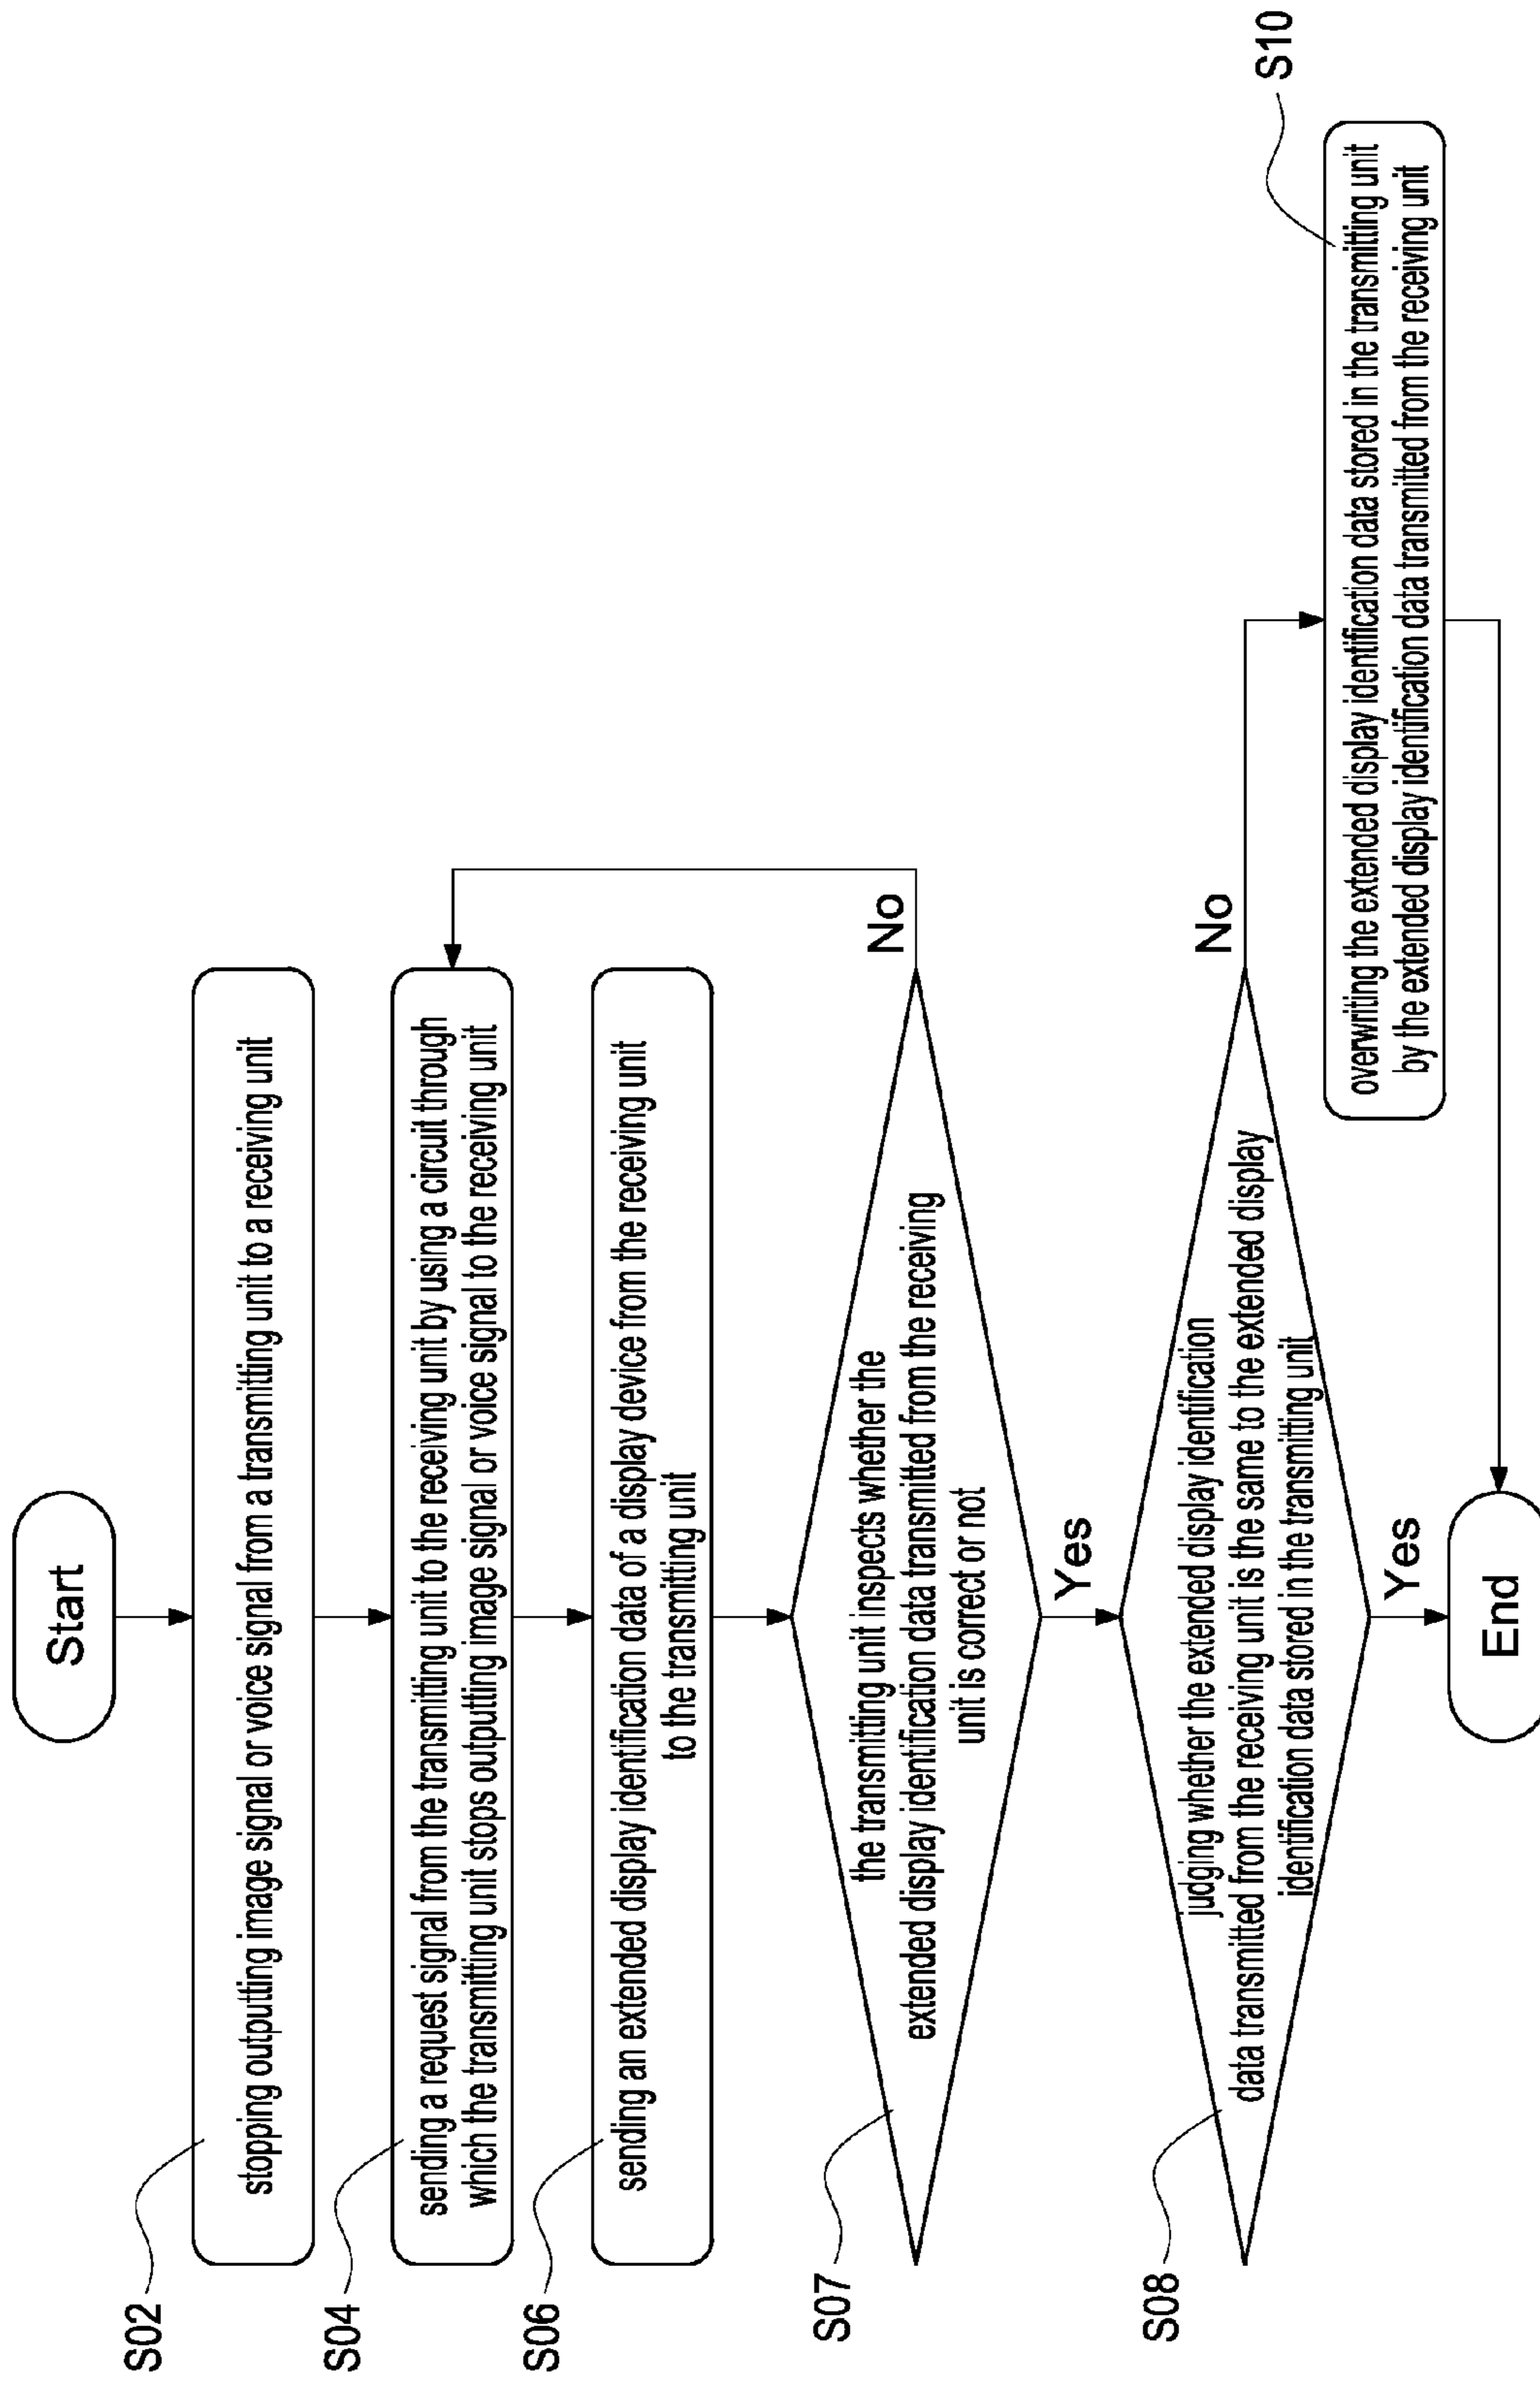 Start
S02
stopping outputting image signal or voice signal from a transmitting unit to a receiving unit
S04
sending a request signal from the transmitting unit to the receiving unit by using a circuit through
which the transmitting unit stops outputting image signal or voice signal to the receiving unit
S06
sending an extended display identification data of a display device from the receiving unit
to the transmitting unit
S07
the transmitting unit inspects whether the
extended display identification data transmitted from the receiving
unit is correct or not
No
Yes
S08
judging whether the extended display identification
data transmitted from the receiving unit is the same to the extended display
identification data stored in the transmitting unit
No
S10
overwriting the extended display identification data stored in the transmitting unit
by the extended display identification data transmitted from the receiving unit
Yes
End